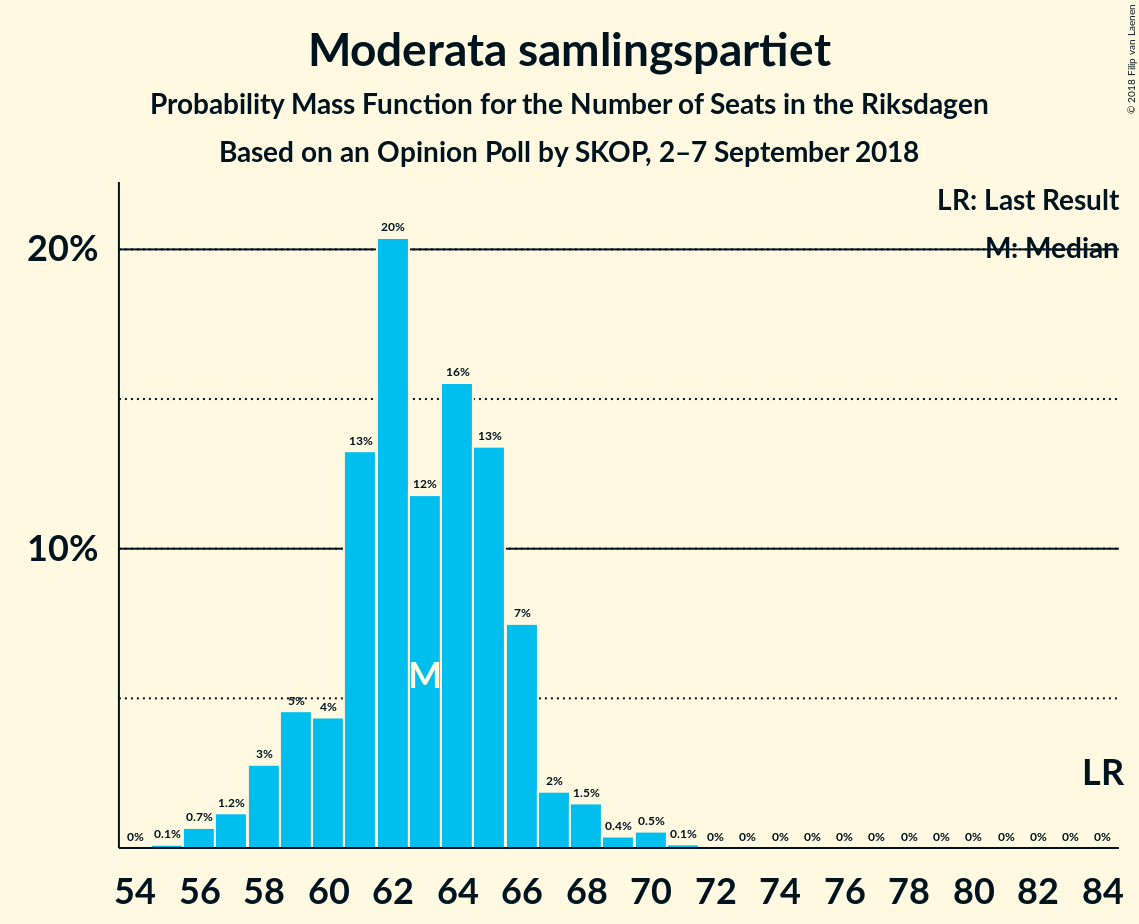 Moderata samlingspartiet
Probability Mass Function for the Number of Seats in the Riksdagen
Based on an Opinion Poll by SKOP, 2–7 September 2018
© 2018 Filip van Laenen
LR: Last Result
M: Median
20%
10%
0% 0.1% 0.7% 1.2% 3% 5% 4% 13% 20% 12% 16% 13% 7% 2% 1.5% 0.4% 0.5% 0.1% 0% 0% 0% 0% 0% 0% 0% 0% 0% 0% 0% 0% 0%
M
LR
54 56 58 60 62 64 66 68 70 72 74 76 78 80 82 84